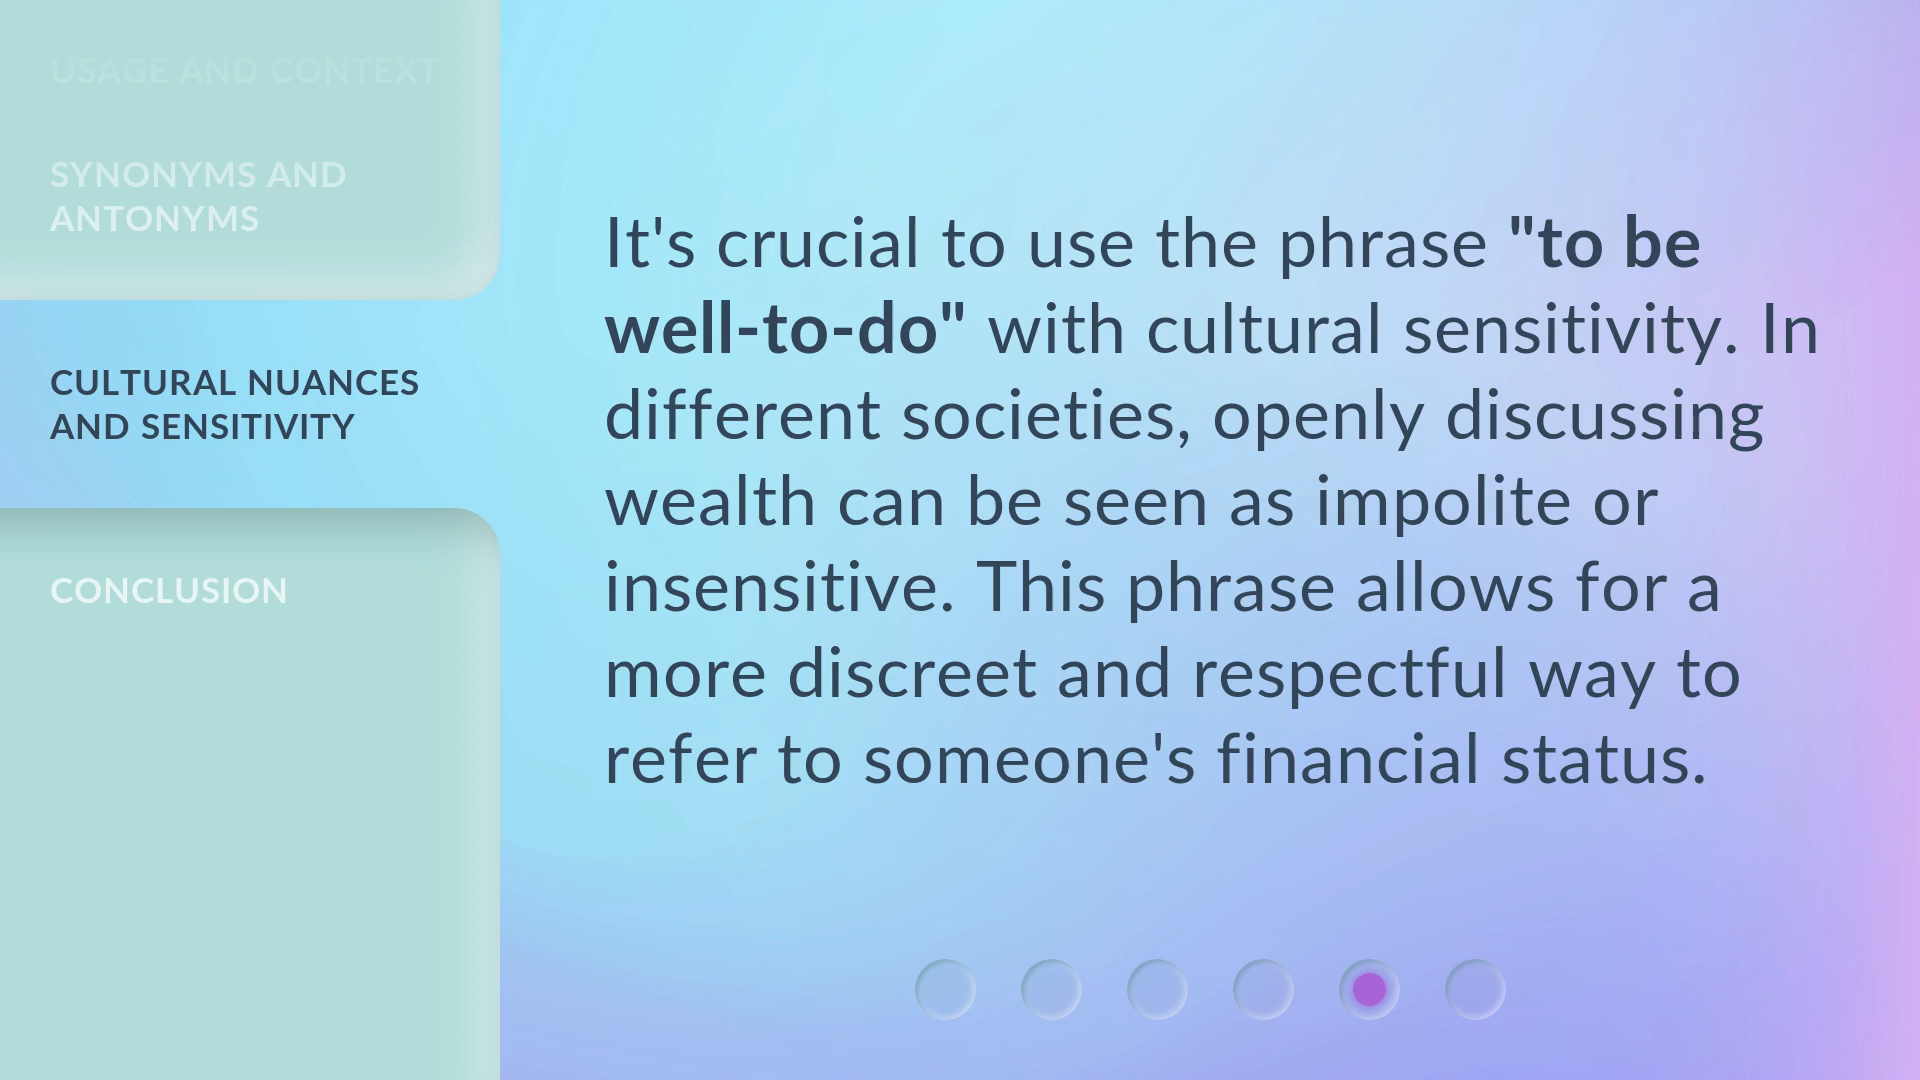 USAGE AND CONTEXT
SYNONYMS AND
ANTONYMS
CULTURAL NUANCES
AND SENSITIVITY
CONCLUSION
It's crucial to use the phrase "to be
well-to-do" with cultural sensitivity. In
different societies, openly discussing
wealth can be seen as impolite or
insensitive. This phrase allows for a
more discreet and respectful way to
refer to someone's financial status.